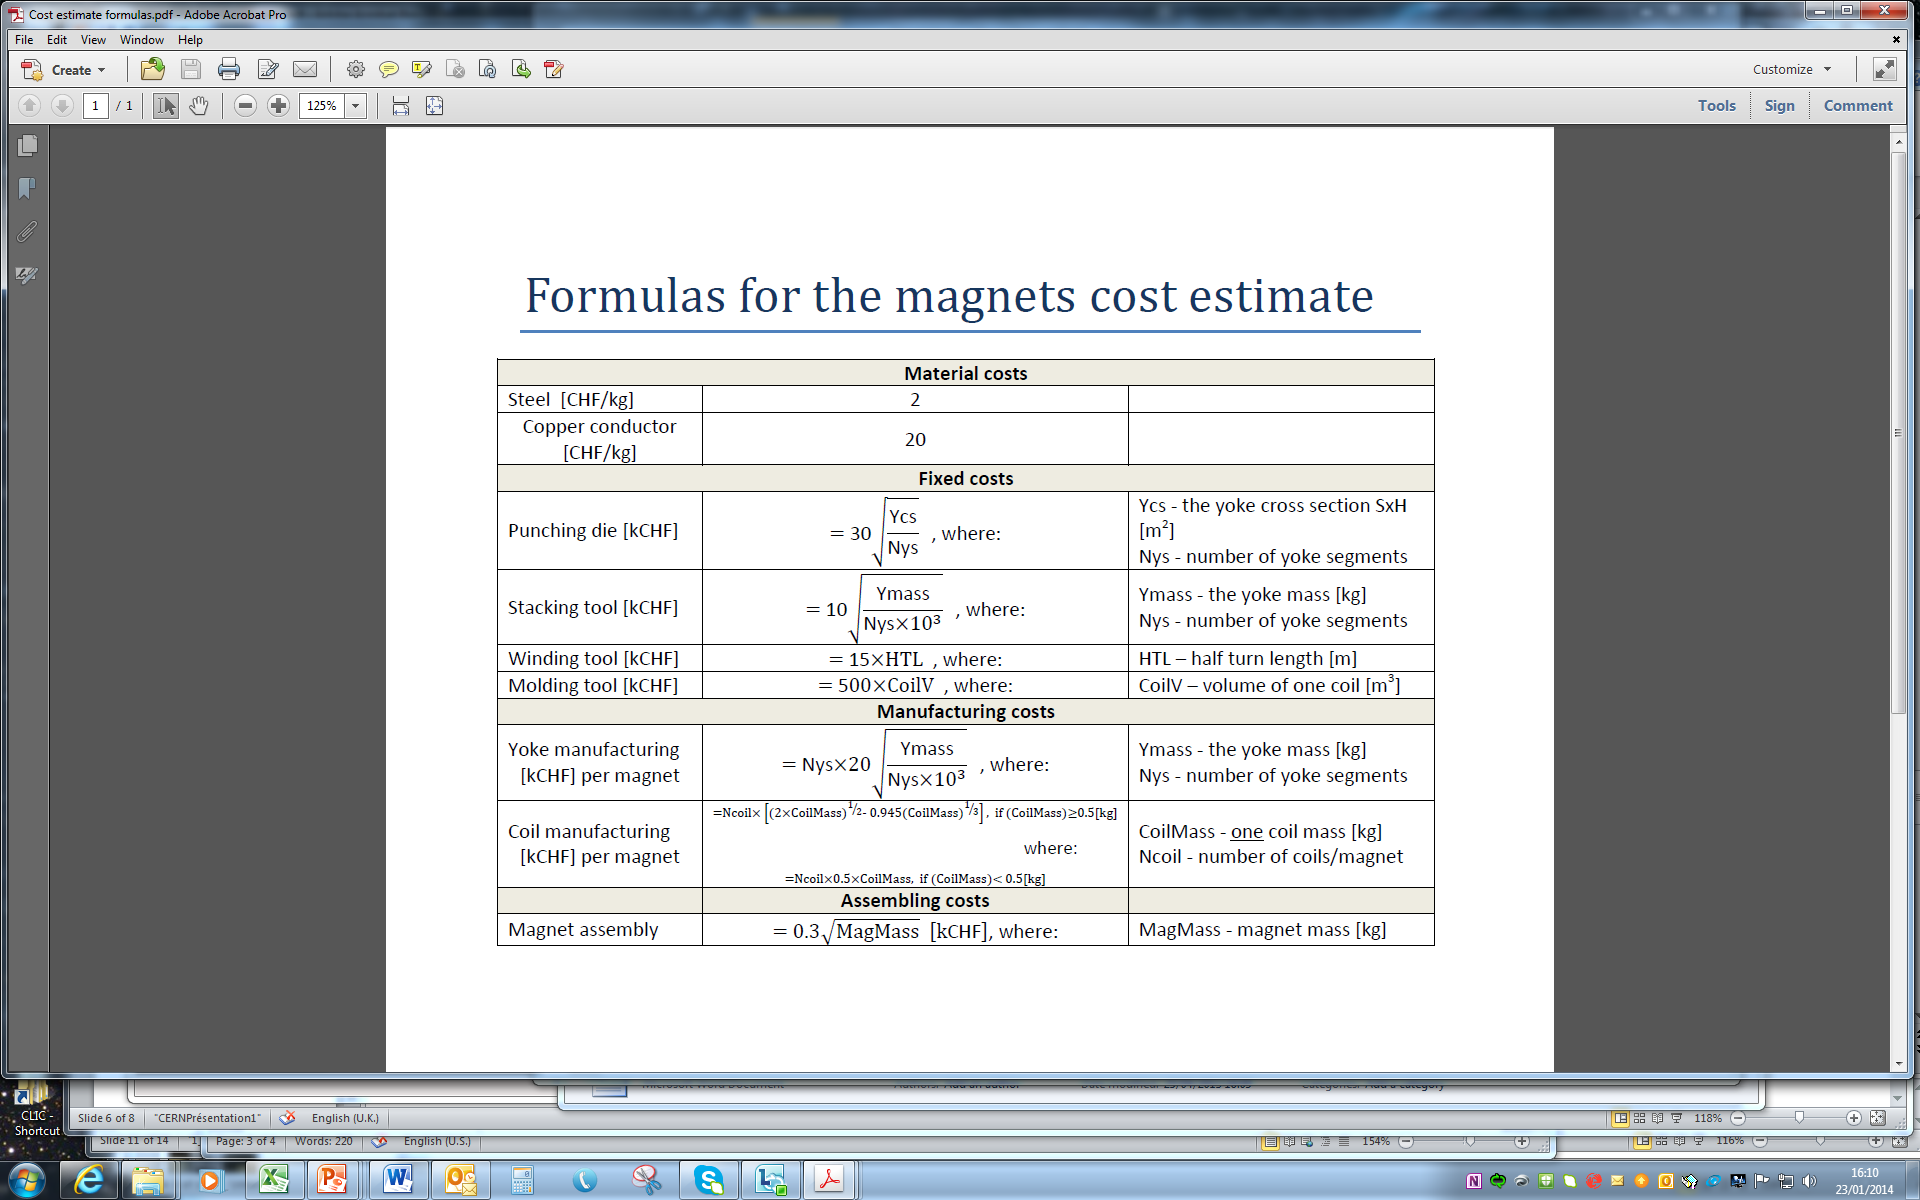 Cost estimate formulas.pdf - Adobe Acrobat Pro
File Edit View Window Help
Create
Customize
1 / 1
125%
Tools Sign Comment
Formulas for the magnets cost estimate
Material costs
Steel [CHF/kg] 2
Copper conductor [CHF/kg] 20
Fixed costs
Punching die [kCHF] = 30 √(Ycs/Nys) , where: Ycs - the yoke cross section SxH [m²]
Nys - number of yoke segments
Stacking tool [kCHF] = 10 √(Ymass/Nys×10³) , where: Ymass - the yoke mass [kg]
Nys - number of yoke segments
Winding tool [kCHF] = 15×HTL , where: HTL – half turn length [m]
Molding tool [kCHF] = 500×CoilV , where: CoilV – volume of one coil [m³]
Manufacturing costs
Yoke manufacturing [kCHF] per magnet = Nys×20 √(Ymass/Nys×10³) , where: Ymass - the yoke mass [kg]
Nys - number of yoke segments
Coil manufacturing [kCHF] per magnet =Ncoil× [(2×CoilMass)^1/2 - 0.945(CoilMass)^1/3] , if (CoilMass)≥0.5[kg]
where:
=Ncoil×0.5×CoilMass, if (CoilMass)< 0.5[kg]
CoilMass - one coil mass [kg]
Ncoil - number of coils/magnet
Assembling costs
Magnet assembly = 0.3√MagMass [kCHF], where: MagMass - magnet mass [kg]
CLIC - Shortcut
Slide 6 of 8 "CERNPrésentation1" English (U.K.) 118%
Slide 11 of 14 Page: 3 of 4 Words: 220 English (U.S.) 154% 116%
16:10
23/01/2014